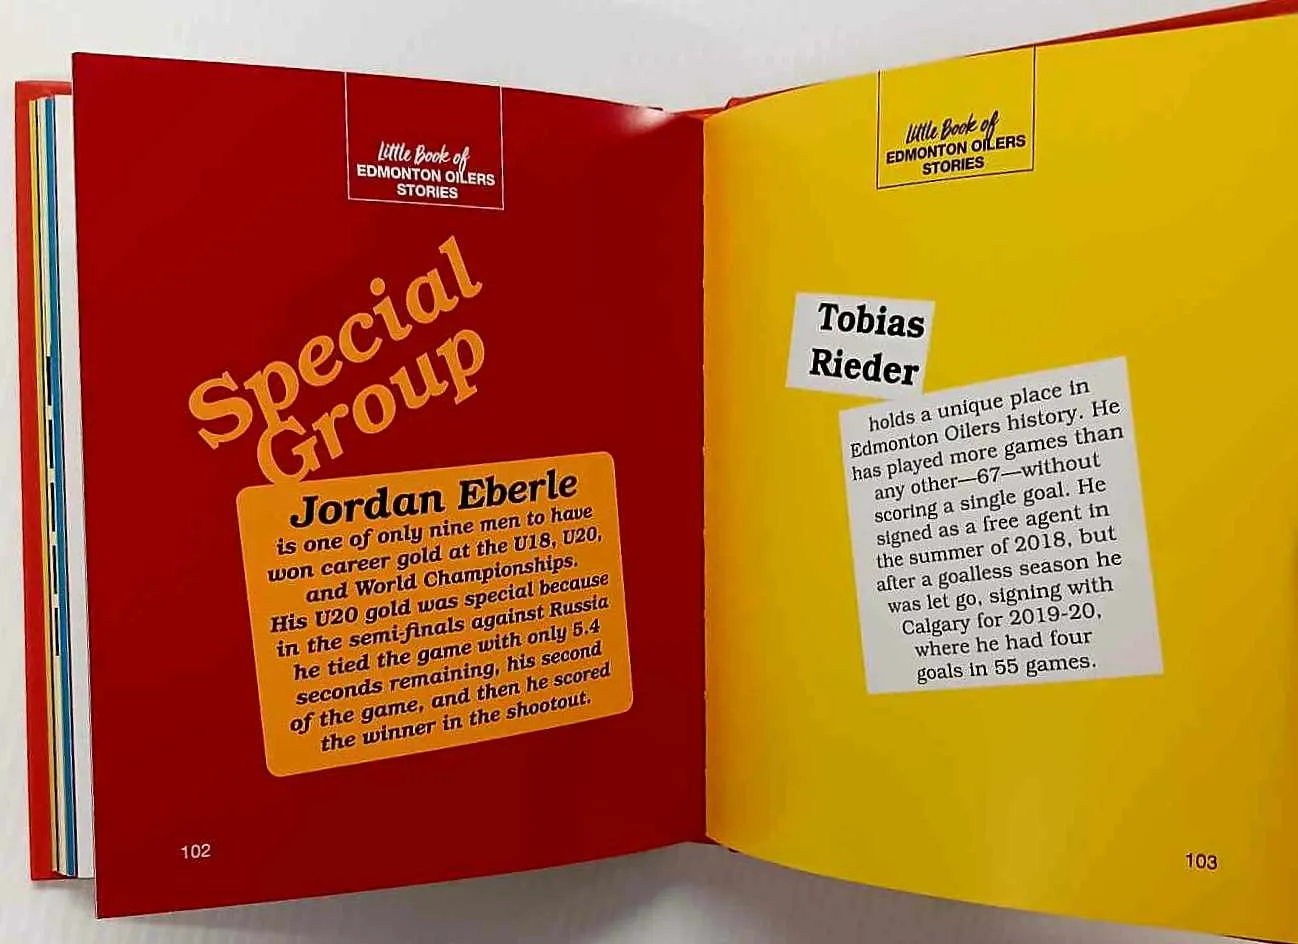 Little Book of
EDMONTON OILERS
STORIES
Special
Group
Jordan Eberle
is one of only nine men to have
won career gold at the U18, U20,
and World Championships.
His U20 gold was special because
in the semi-finals against Russia
he tied the game with only 5.4
seconds remaining, his second
of the game, and then he scored
the winner in the shootout.
102
Little Book of
EDMONTON OILERS
STORIES
Tobias
Rieder
holds a unique place in
Edmonton Oilers history. He
has played more games than
any other—67—without
scoring a single goal. He
signed as a free agent in
the summer of 2018, but
after a goalless season he
was let go, signing with
Calgary for 2019-20,
where he had four
goals in 55 games.
103